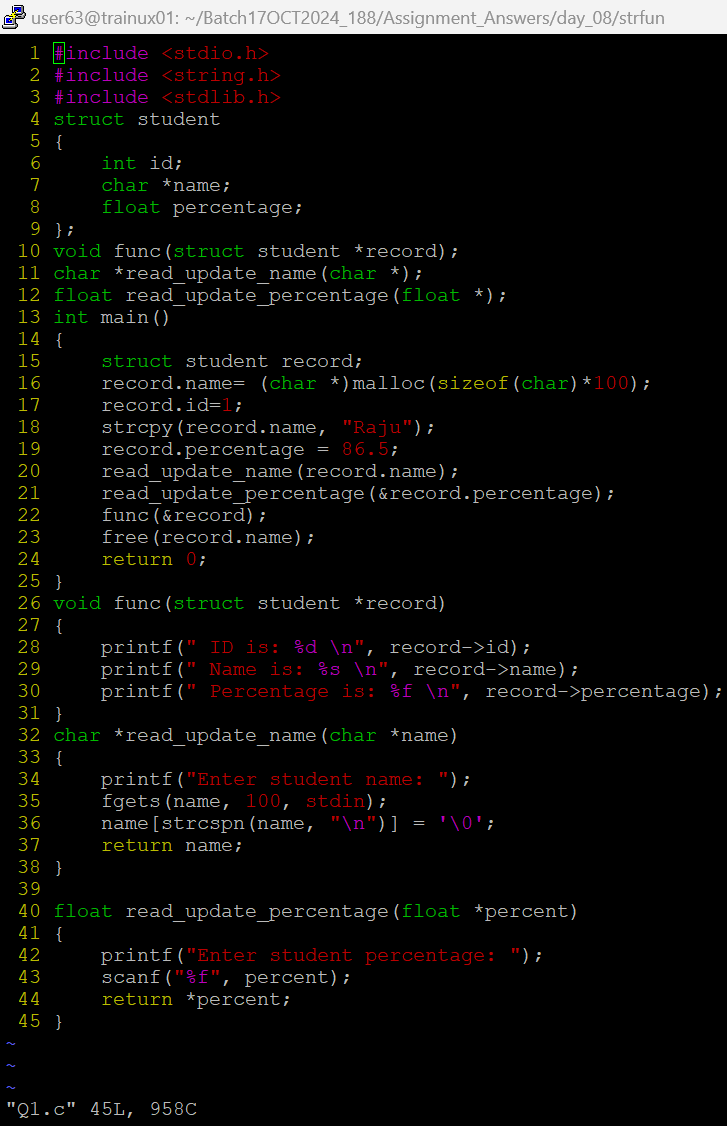 user63@trainux01: ~/Batch17OCT2024_188/Assignment_Answers/day_08/strfun
1 #include <stdio.h>
2 #include <string.h>
3 #include <stdlib.h>
4 struct student
5 {
6     int id;
7     char *name;
8     float percentage;
9 };
10 void func(struct student *record);
11 char *read_update_name(char *);
12 float read_update_percentage(float *);
13 int main()
14 {
15     struct student record;
16     record.name= (char *)malloc(sizeof(char)*100);
17     record.id=1;
18     strcpy(record.name, "Raju");
19     record.percentage = 86.5;
20     read_update_name(record.name);
21     read_update_percentage(&record.percentage);
22     func(&record);
23     free(record.name);
24     return 0;
25 }
26 void func(struct student *record)
27 {
28     printf(" ID is: %d \n", record->id);
29     printf(" Name is: %s \n", record->name);
30     printf(" Percentage is: %f \n", record->percentage);
31 }
32 char *read_update_name(char *name)
33 {
34     printf("Enter student name: ");
35     fgets(name, 100, stdin);
36     name[strcspn(name, "\n")] = '\0';
37     return name;
38 }
39
40 float read_update_percentage(float *percent)
41 {
42     printf("Enter student percentage: ");
43     scanf("%f", percent);
44     return *percent;
45 }
~
~
~
"Q1.c" 45L, 958C